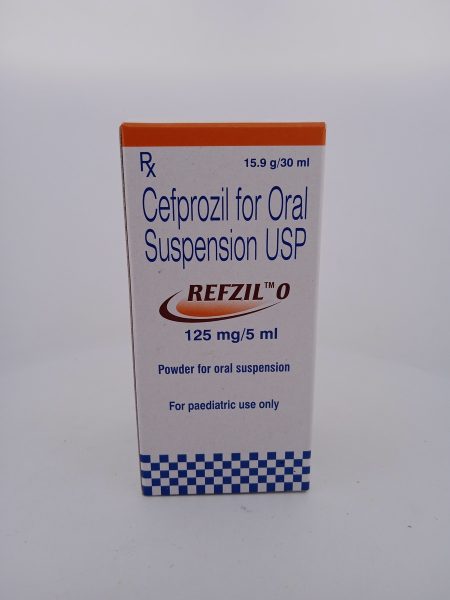 Rx 15.9 g/30 ml
Cefprozil for Oral
Suspension USP
REFZIL™ O
125 mg/5 ml
Powder for oral suspension
For paediatric use only